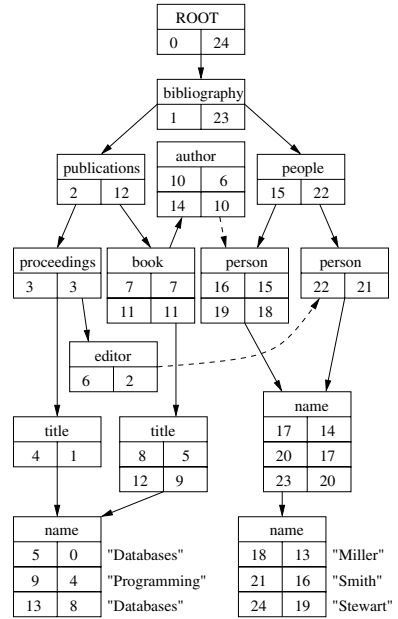 ROOT
0 24
bibliography
1 23
publications
2 12
author
10 6
14 10
people
15 22
proceedings
3 3
book
7 7
11 11
person
16 15
19 18
person
22 21
editor
6 2
title
4 1
title
8 5
12 9
name
17 14
20 17
23 20
name
5 0 "Databases"
9 4 "Programming"
13 8 "Databases"
name
18 13 "Miller"
21 16 "Smith"
24 19 "Stewart"